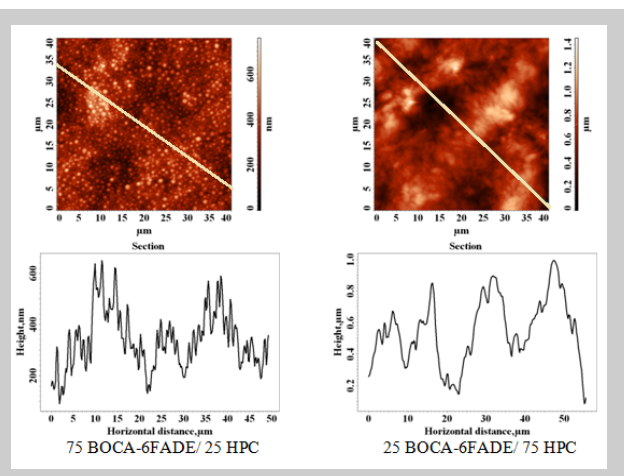 40
35
30
25
20
15
10
5
0
µm
0 5 10 15 20 25 30 35 40
µm
600
400
200
0
nm
40
35
30
25
20
15
10
5
0
µm
0 5 10 15 20 25 30 35 40
µm
1.4
1.2
1.0
0.8
0.6
0.4
0.2
0
µm
Section
600
400
200
Height,nm
0 5 10 15 20 25 30 35 40 45 50
Horizontal distance,µm
75 BOCA-6FADE/ 25 HPC
Section
1.0
0.8
0.6
0.4
0.2
Height,µm
0 10 20 30 40 50
Horizontal distance,µm
25 BOCA-6FADE/ 75 HPC